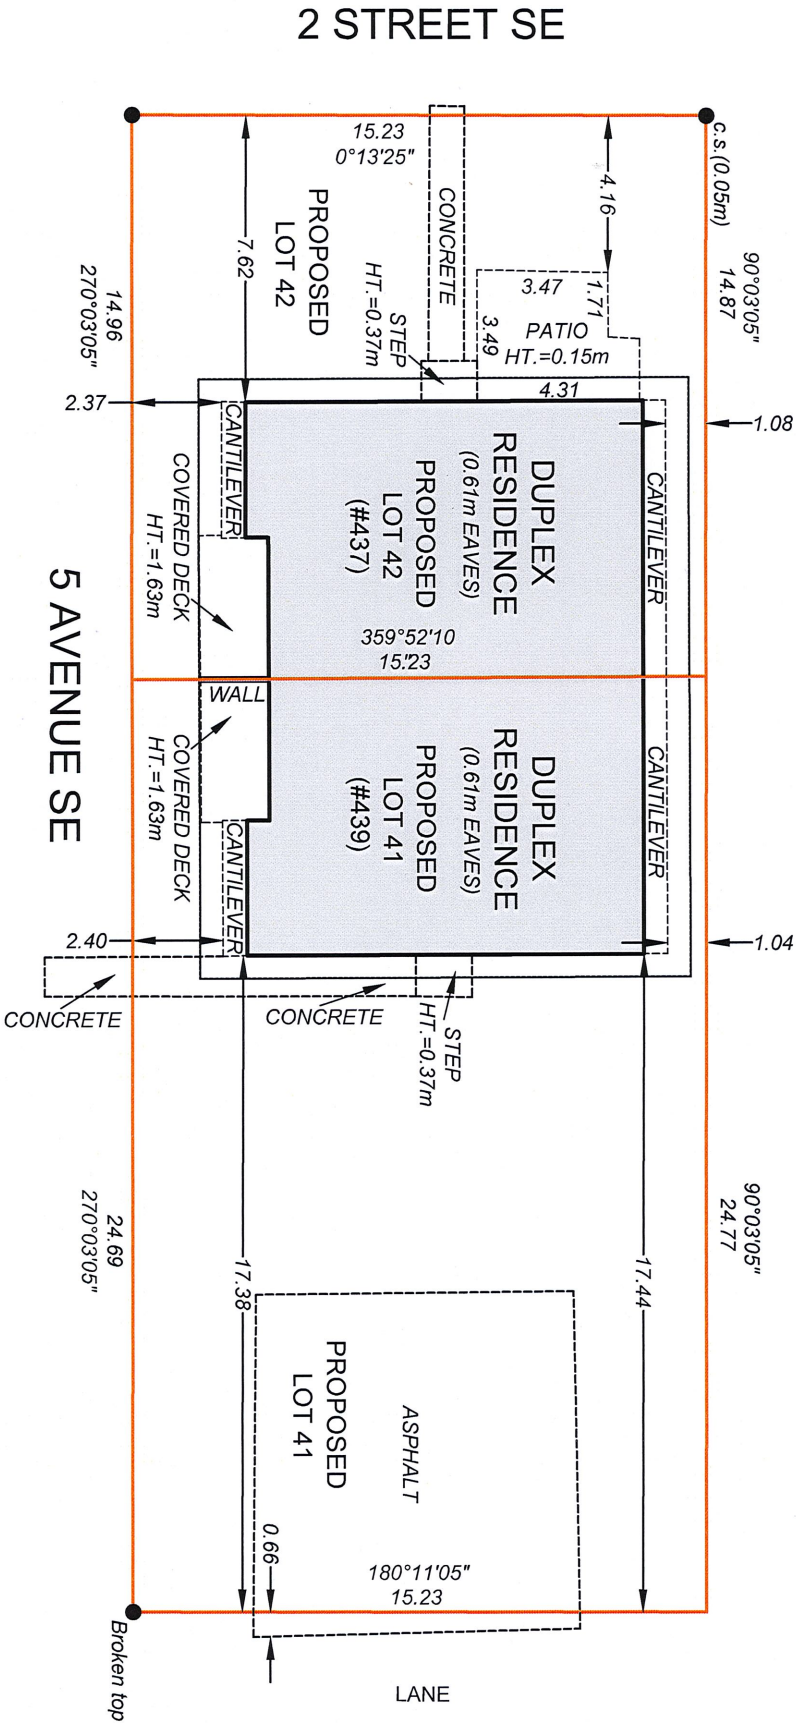 2 STREET SE
15.23
0°13'25"
c.s.(0.05m)
4.16
7.62
PROPOSED
LOT 42
CONCRETE
STEP
HT.=0.37m
3.47
1.71
3.49
PATIO
HT.=0.15m
4.31
90°03'05"
14.87
14.96
270°03'05"
2.37
1.08
CANTILEVER
CANTILEVER
DUPLEX
RESIDENCE
(0.61m EAVES)
PROPOSED
LOT 42
(#437)
COVERED DECK
HT.=1.63m
359°52'10
15.23
5 AVENUE SE
WALL
COVERED DECK
HT.=1.63m
DUPLEX
RESIDENCE
(0.61m EAVES)
PROPOSED
LOT 41
(#439)
CANTILEVER
CANTILEVER
2.40
1.04
CONCRETE
CONCRETE
STEP
HT.=0.37m
90°03'05"
24.77
24.69
270°03'05"
17.38
17.44
PROPOSED
LOT 41
ASPHALT
0.66
180°11'05"
15.23
Broken top
LANE